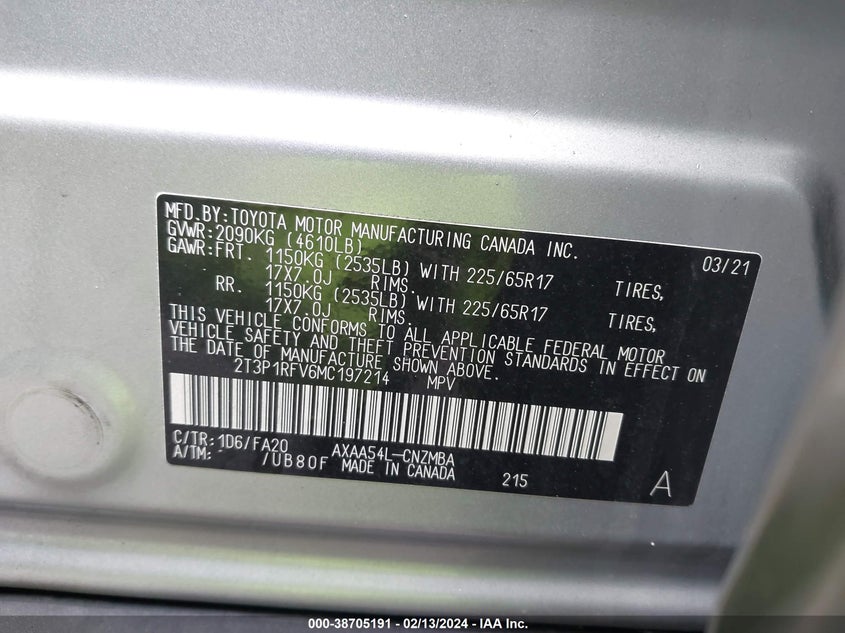 MFD.BY:TOYOTA MOTOR MANUFACTURING CANADA INC. 03/21
GVWR:2090KG (4610LB)
GAWR:FRT. 1150KG (2535LB) WITH 225/65R17 TIRES,
17X7.0J RIMS.
RR. 1150KG (2535LB) WITH 225/65R17 TIRES,
17X7.0J RIMS.
THIS VEHICLE CONFORMS TO ALL APPLICABLE FEDERAL MOTOR
VEHICLE SAFETY AND THEFT PREVENTION STANDARDS IN EFFECT ON
THE DATE OF MANUFACTURE SHOWN ABOVE.
2T3P1RFV6MC197214 MPV
C/TR:1D6/FA20 AXAA54L-CNZMBA
A/TM: /UB80F MADE IN CANADA 215 A
000-38705191 - 02/13/2024 - IAA Inc.